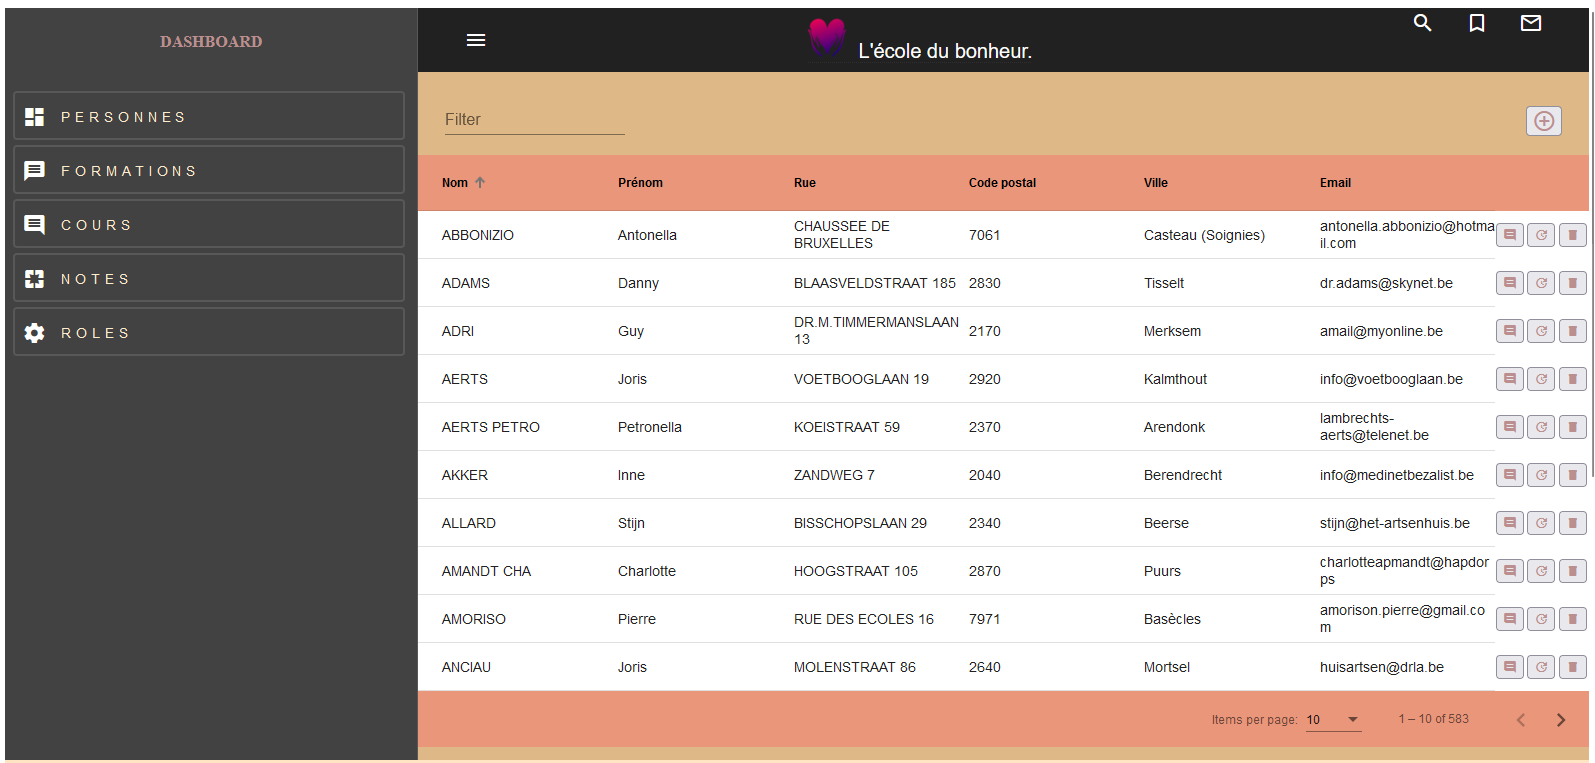 DASHBOARD
PERSONNES
FORMATIONS
COURS
NOTES
ROLES
L'école du bonheur.
Filter
Nom Prénom Rue Code postal Ville Email
ABBONIZIO Antonella CHAUSSEE DE BRUXELLES 7061 Casteau (Soignies) antonella.abbonizio@hotmail.com
ADAMS Danny BLAASVELDSTRAAT 185 2830 Tisselt dr.adams@skynet.be
ADRI Guy DR.M.TIMMERMANSLAAN 13 2170 Merksem amail@myonline.be
AERTS Joris VOETBOOGLAAN 19 2920 Kalmthout info@voetbooglaan.be
AERTS PETRO Petronella KOEISTRAAT 59 2370 Arendonk lambrechts-aerts@telenet.be
AKKER Inne ZANDWEG 7 2040 Berendrecht info@medinetbezalist.be
ALLARD Stijn BISSCHOPSLAAN 29 2340 Beerse stijn@het-artsenhuis.be
AMANDT CHA Charlotte HOOGSTRAAT 105 2870 Puurs charlotteapmandt@hapdorps
AMORISO Pierre RUE DES ECOLES 16 7971 Basècles amorison.pierre@gmail.com
ANCIAU Joris MOLENSTRAAT 86 2640 Mortsel huisartsen@drla.be
Items per page: 10 1 – 10 of 583